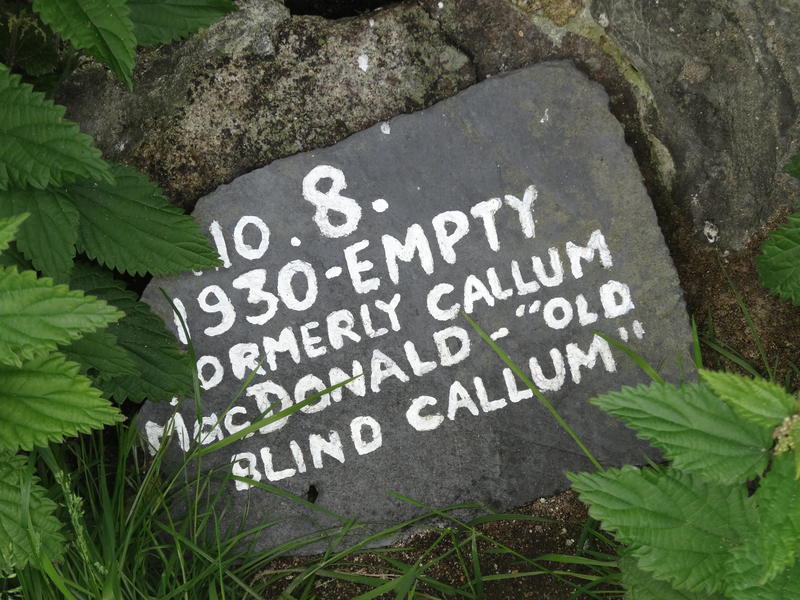 No. 8.
1930-EMPTY
FORMERLY CALLUM
MacDONALD - "OLD
BLIND CALLUM"